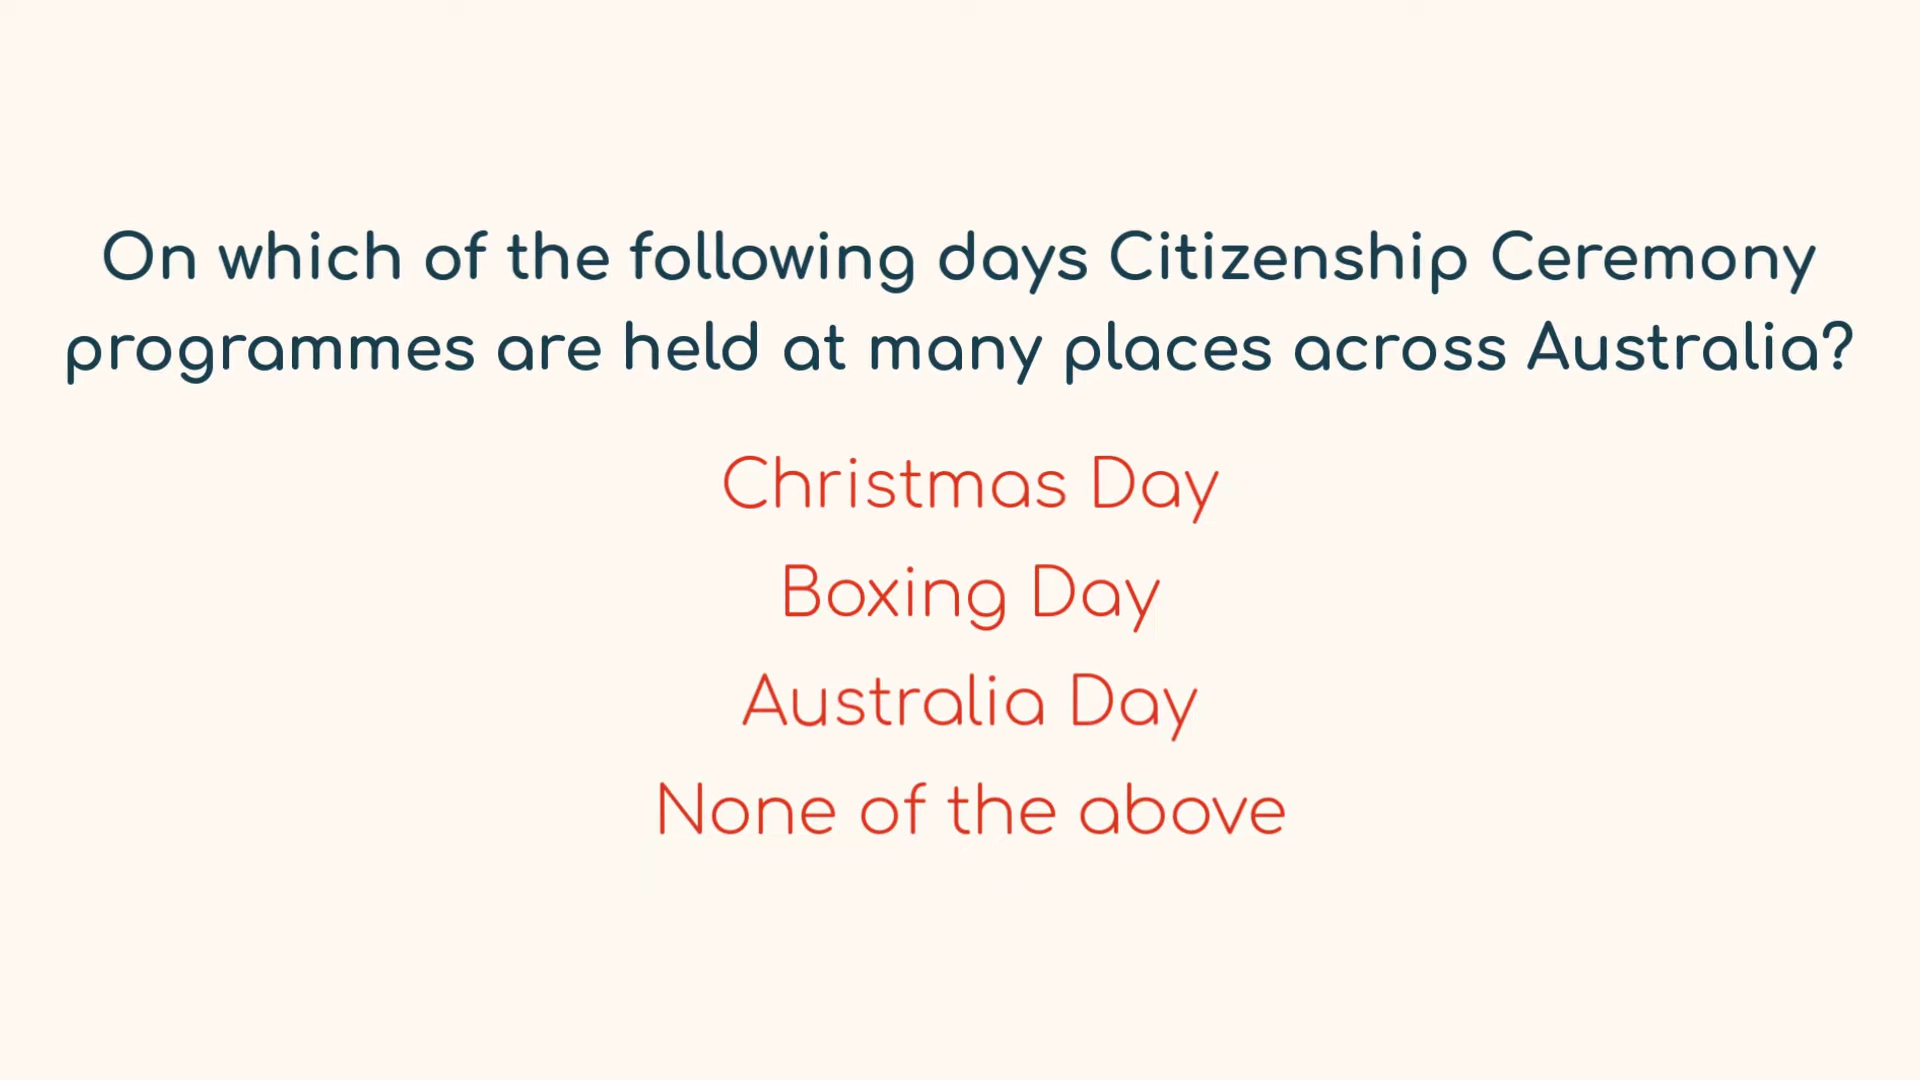 On which of the following days Citizenship Ceremony
programmes are held at many places across Australia?
Christmas Day
Boxing Day
Australia Day
None of the above